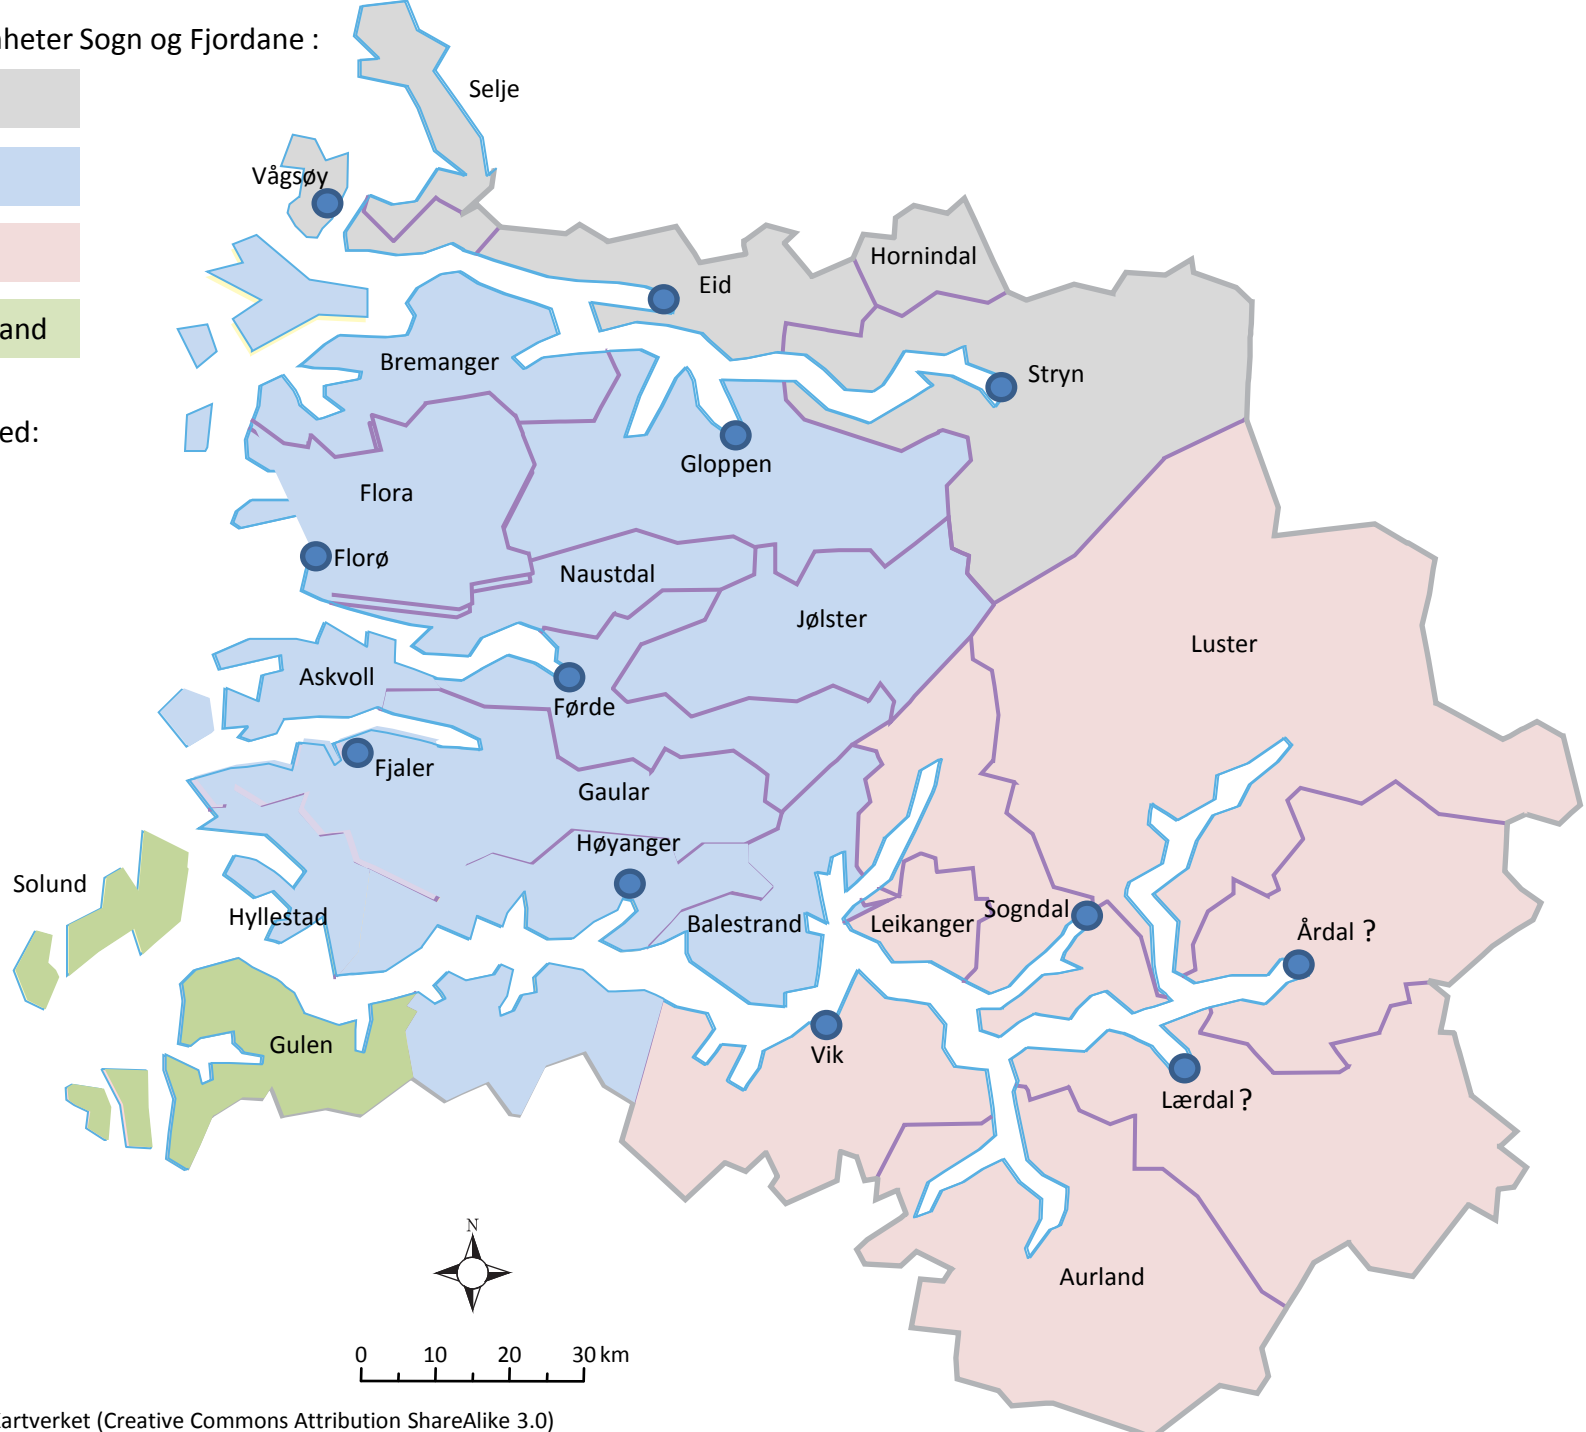 heter Sogn og Fjordane :
and
ed:
Selje
Vågsøy
Hornindal
Eid
Bremanger
Stryn
Gloppen
Flora
Florø
Naustdal
Jølster
Luster
Askvoll
Førde
Fjaler
Gaular
Høyanger
Solund
Hyllestad
Balestrand
Leikanger
Sogndal
Årdal ?
Gulen
Vik
Lærdal ?
Aurland
N
0 10 20 30 km
Kartverket (Creative Commons Attribution ShareAlike 3.0)